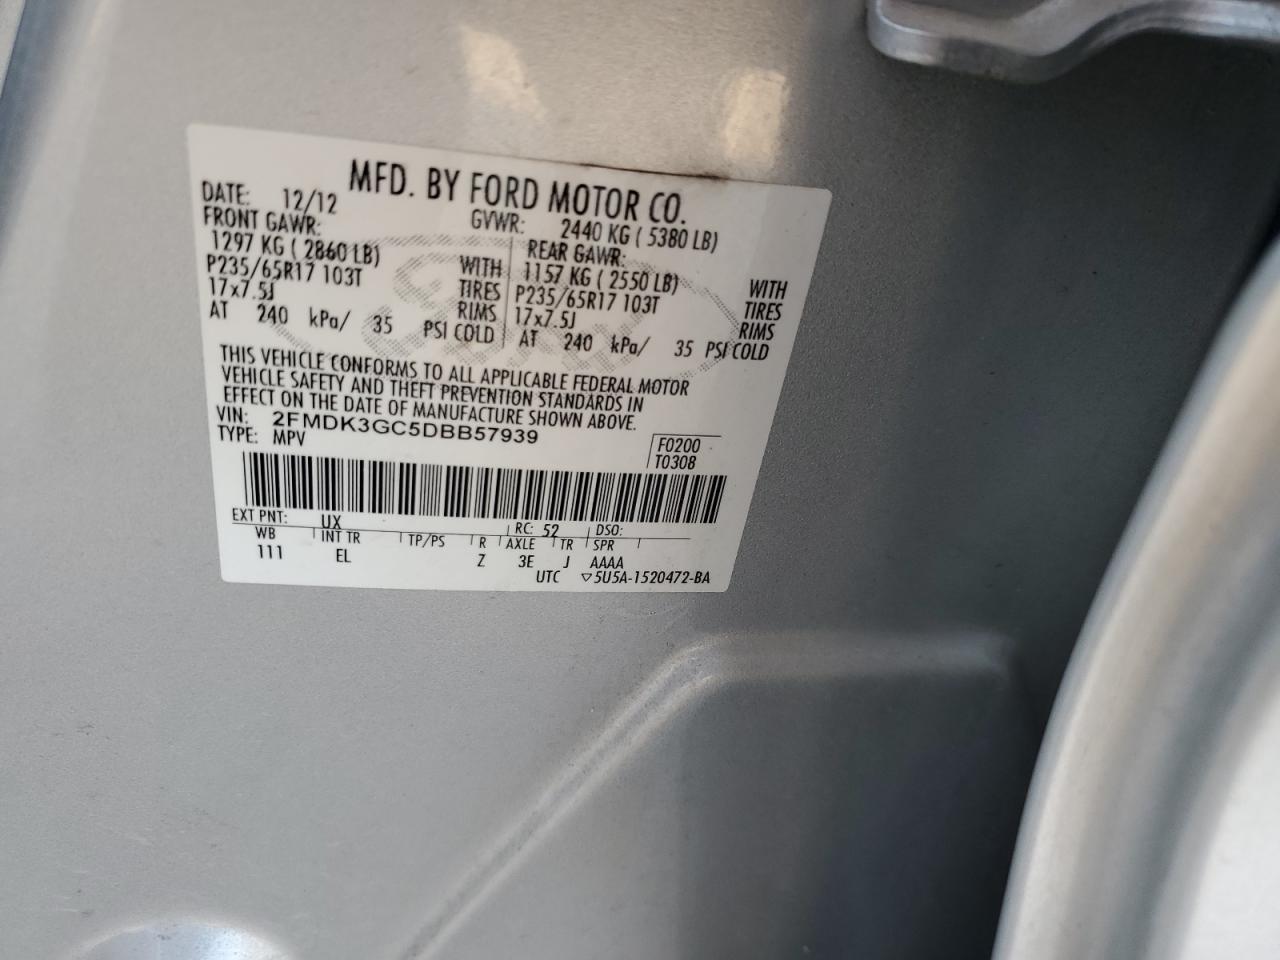 MFD. BY FORD MOTOR CO.
DATE: 12/12 GVWR: 2440 KG ( 5380 LB)
FRONT GAWR: REAR GAWR:
1297 KG ( 2860 LB) WITH 1157 KG ( 2550 LB) WITH
P235/65R17 103T TIRES P235/65R17 103T TIRES
17x7.5J RIMS 17x7.5J RIMS
AT 240 kPa/ 35 PSI COLD AT 240 kPa/ 35 PSI COLD
THIS VEHICLE CONFORMS TO ALL APPLICABLE FEDERAL MOTOR
VEHICLE SAFETY AND THEFT PREVENTION STANDARDS IN
EFFECT ON THE DATE OF MANUFACTURE SHOWN ABOVE.
VIN: 2FMDK3GC5DBB57939
TYPE: MPV
F0200
T0308
EXT PNT: UX RC: 52 DSO:
WB INT TR TP/PS R AXLE TR SPR
111 EL Z 3E J AAAA
UTC ▽5U5A-1520472-BA